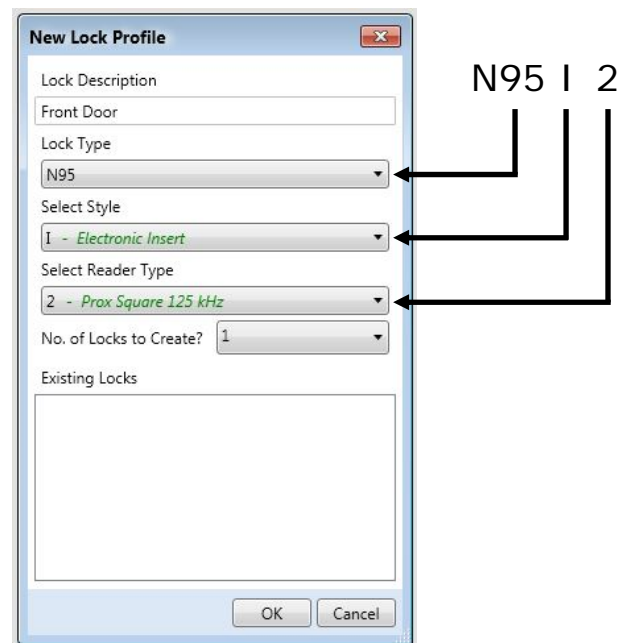 New Lock Profile
N95 I 2
Lock Description
Front Door
Lock Type
N95
Select Style
I - Electronic Insert
Select Reader Type
2 - Prox Square 125 kHz
No. of Locks to Create? 1
Existing Locks
OK Cancel